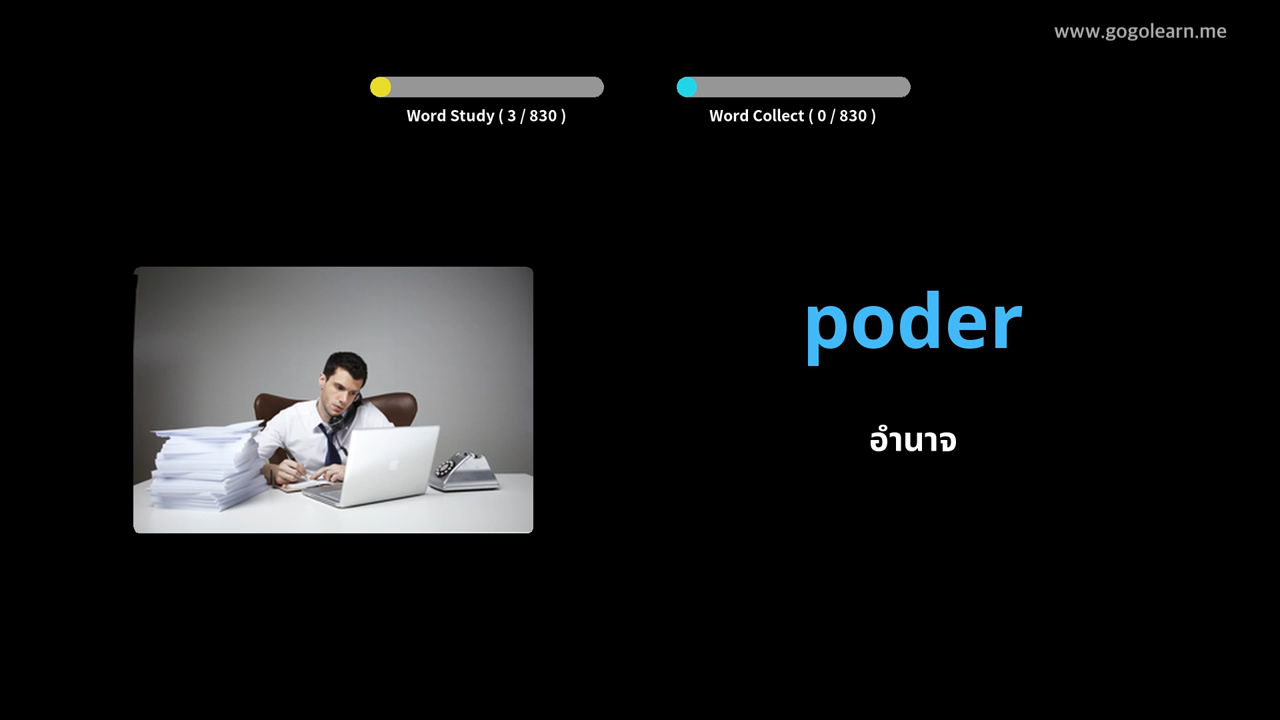 www.gogolearn.me
Word Study ( 3 / 830 )
Word Collect ( 0 / 830 )
poder
อำนาจ